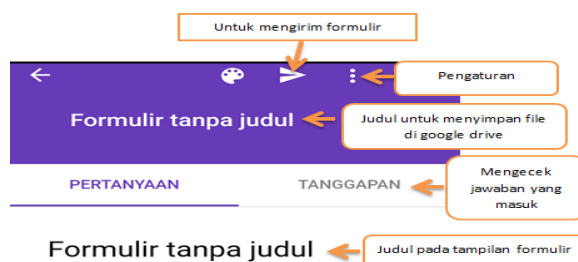 Untuk mengirim formulir
Pengaturan
Formulir tanpa judul
Judul untuk menyimpan file
di google drive
PERTANYAAN
TANGGAPAN
Mengecek
jawaban yang
masuk
Formulir tanpa judul
Judul pada tampilan formulir